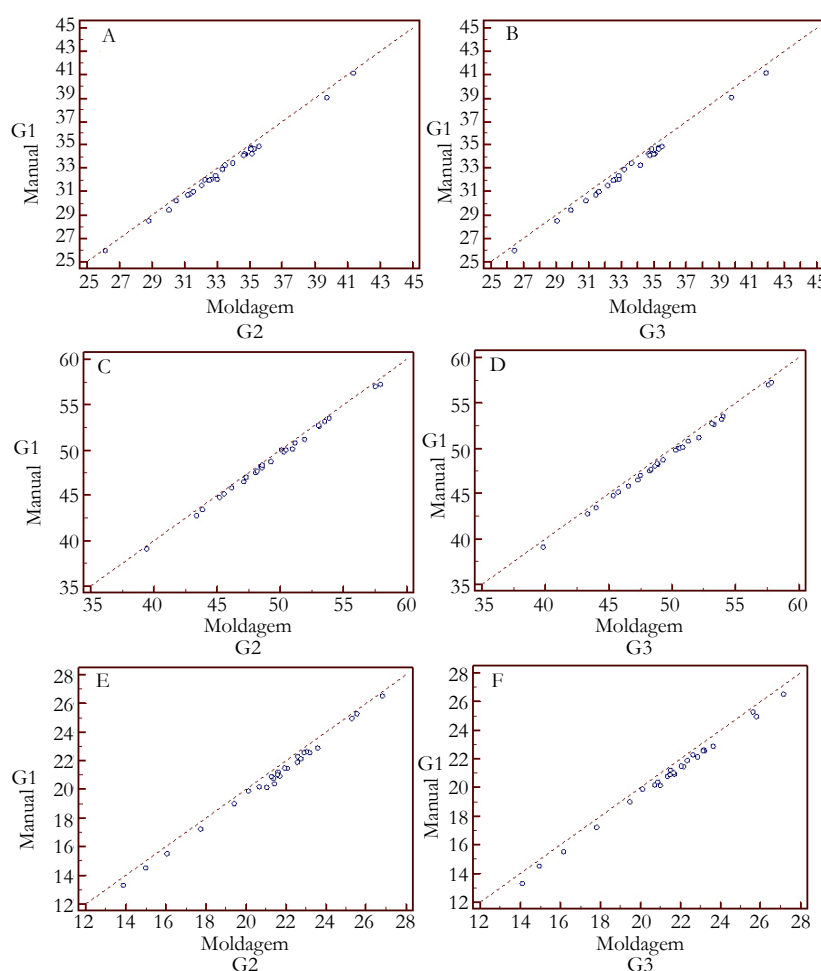 A
45
43
41
39
37
35
33
31
29
27
25
G1
Manual
25 27 29 31 33 35 37 39 41 43 45
Moldagem
G2
B
45
43
41
39
37
35
33
31
29
27
25
G1
Manual
25 27 29 31 33 35 37 39 41 43 45
Moldagem
G3
C
60
55
50
45
40
35
G1
Manual
35 40 45 50 55 60
Moldagem
G2
D
60
55
50
45
40
35
G1
Manual
35 40 45 50 55 60
Moldagem
G3
E
28
26
24
22
20
18
16
14
12
G1
Manual
12 14 16 18 20 22 24 26 28
Moldagem
G2
F
28
26
24
22
20
18
16
14
12
G1
Manual
12 14 16 18 20 22 24 26 28
Moldagem
G3